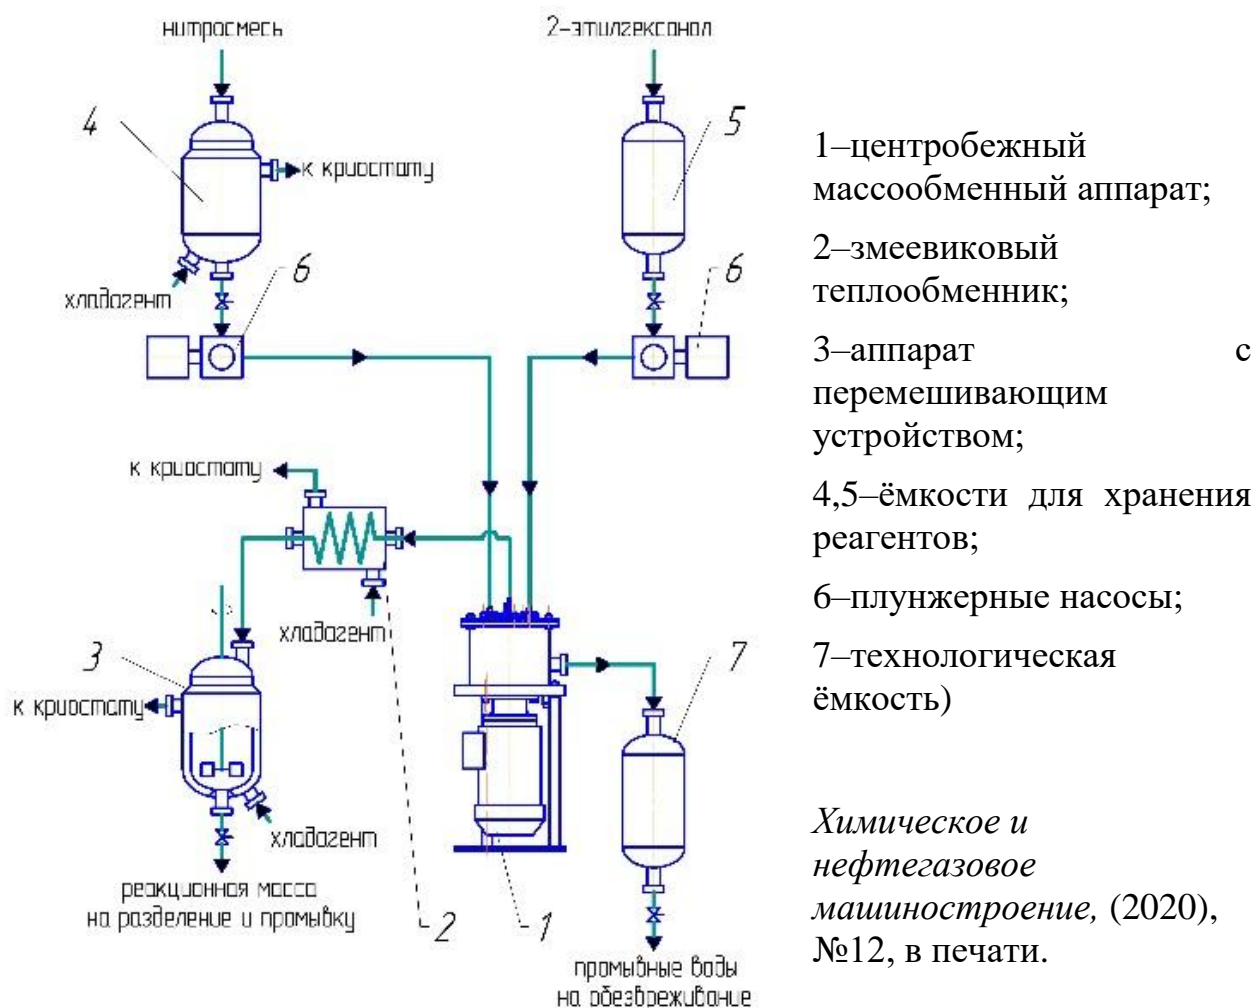 нитросмесь
2-этилгексанол
4
5
к криостату
хладагент
6
6
к криостату
хладагент
3
7
к криостату
хладагент
реакционная масса
на разделение и промывку
2
1
промывные воды
на обезвреживание
1–центробежный
массообменный аппарат;
2–змеевиковый
теплообменник;
3–аппарат с
перемешивающим
устройством;
4,5–ёмкости для хранения
реагентов;
6–плунжерные насосы;
7–технологическая
ёмкость)
Химическое и
нефтегазовое
машиностроение, (2020),
№12, в печати.